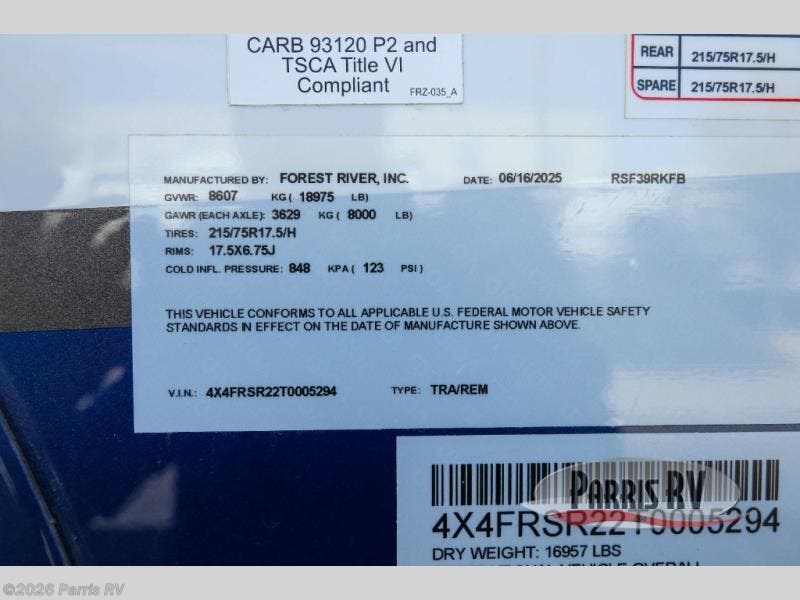 CARB 93120 P2 and
TSCA Title VI
Compliant
FRZ-035_A
REAR 215/75R17.5/H
SPARE 215/75R17.5/H
MANUFACTURED BY: FOREST RIVER, INC. DATE: 06/16/2025 RSF39RKFB
GVWR: 8607 KG ( 18975 LB)
GAWR (EACH AXLE): 3629 KG ( 8000 LB)
TIRES: 215/75R17.5/H
RIMS: 17.5X6.75J
COLD INFL. PRESSURE: 848 KPA ( 123 PSI )
THIS VEHICLE CONFORMS TO ALL APPLICABLE U.S. FEDERAL MOTOR VEHICLE SAFETY
STANDARDS IN EFFECT ON THE DATE OF MANUFACTURE SHOWN ABOVE.
V.I.N.: 4X4FRSR22T0005294 TYPE: TRA/REM
PARRIS RV
4X4FRSR22T0005294
DRY WEIGHT: 16957 LBS
©2026 Parris RV